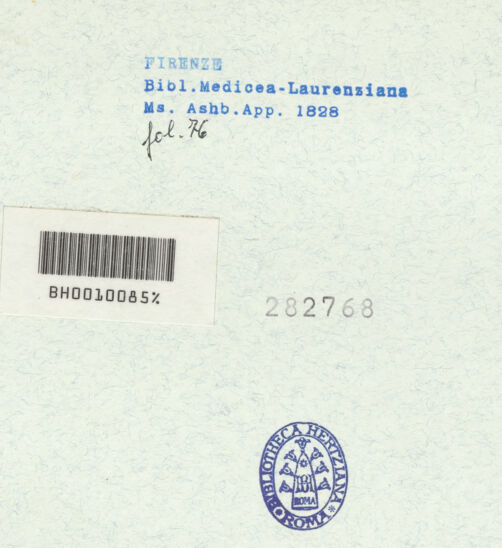 FIRENZE
Bibl.Medicea-Laurenziana
Ms. Ashb.App. 1828
fol. 76
BH0010085%
282768
BIBLIOTHECA HERTZIANA
ROMA
ROMA